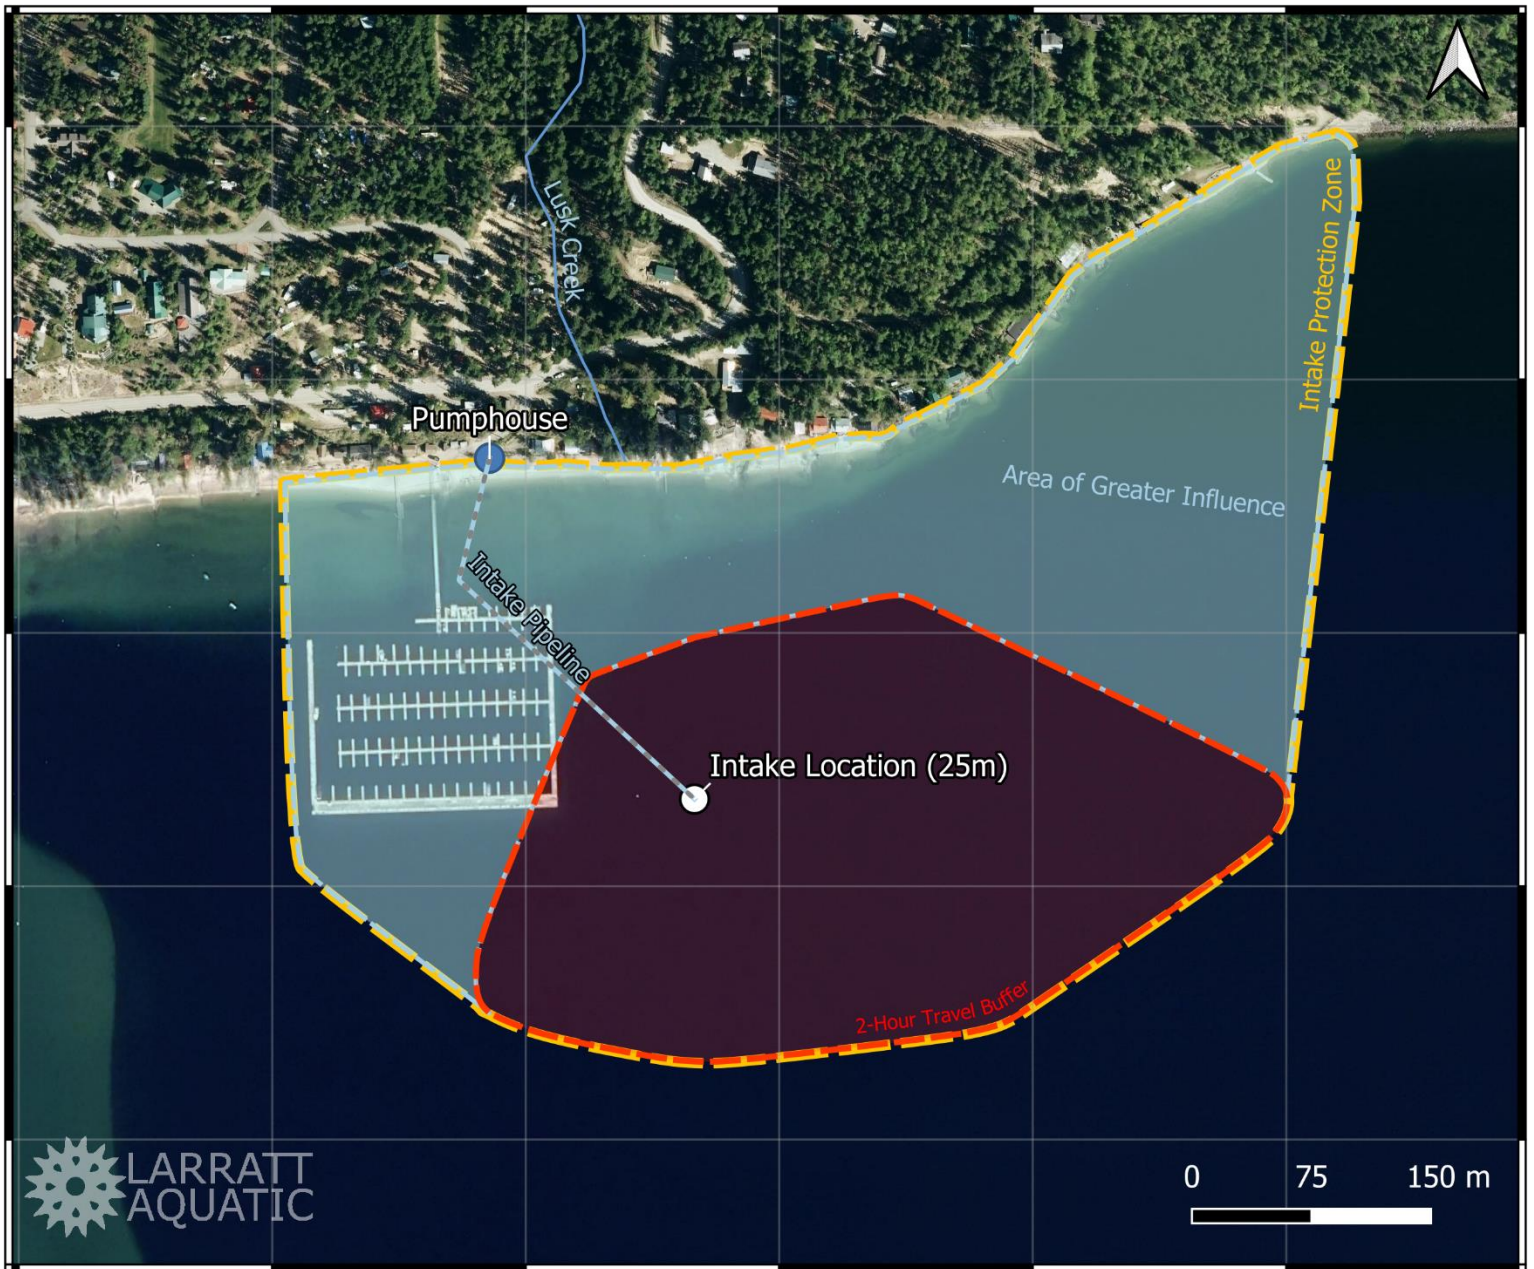 Lusk Creek
Intake Protection Zone
Pumphouse
Area of Greater Influence
Intake Pipeline
Intake Location (25m)
2-Hour Travel Buffer
LARRATT
AQUATIC
0 75 150 m